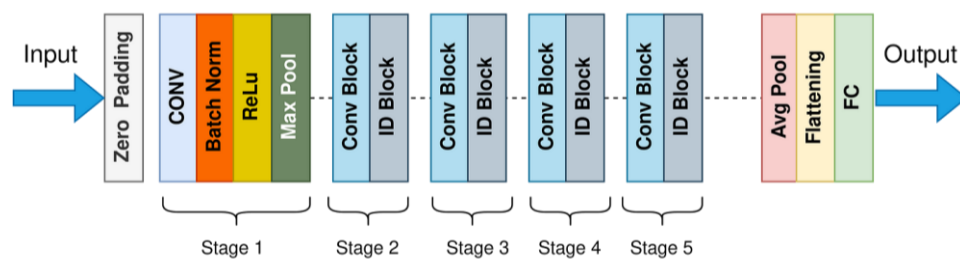 Input
Zero Padding
CONV
Batch Norm
ReLu
Max Pool
Conv Block
ID Block
Conv Block
ID Block
Conv Block
ID Block
Conv Block
ID Block
Avg Pool
Flattening
FC
Output
Stage 1
Stage 2
Stage 3
Stage 4
Stage 5